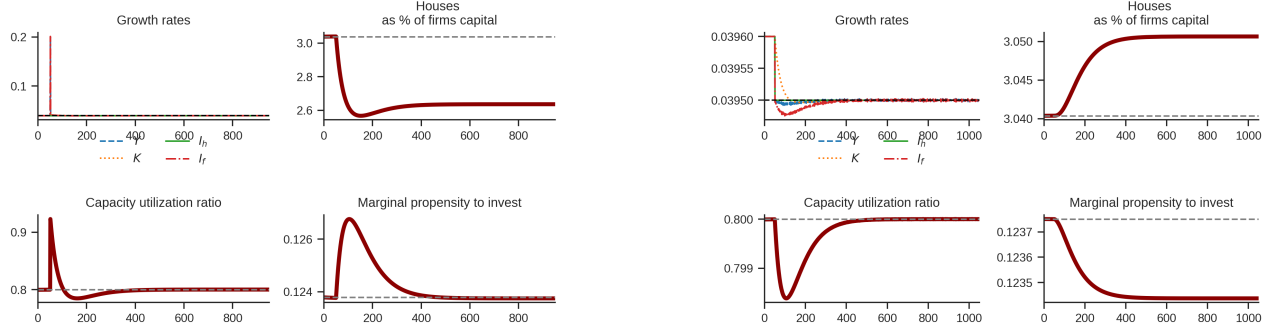 Growth rates
0.2
0.1
0 200 400 600 800
Y I_h
K I_f
Houses
as % of firms capital
3.0
2.8
2.6
0 200 400 600 800
Capacity utilization ratio
0.9
0.8
0 200 400 600 800
Marginal propensity to invest
0.126
0.124
0 200 400 600 800
Growth rates
0.03960
0.03955
0.03950
0 200 400 600 800 1000
Y I_h
K I_f
Houses
as % of firms capital
3.050
3.045
3.040
0 200 400 600 800 1000
Capacity utilization ratio
0.800
0.799
0 200 400 600 800 1000
Marginal propensity to invest
0.1237
0.1236
0.1235
0 200 400 600 800 1000